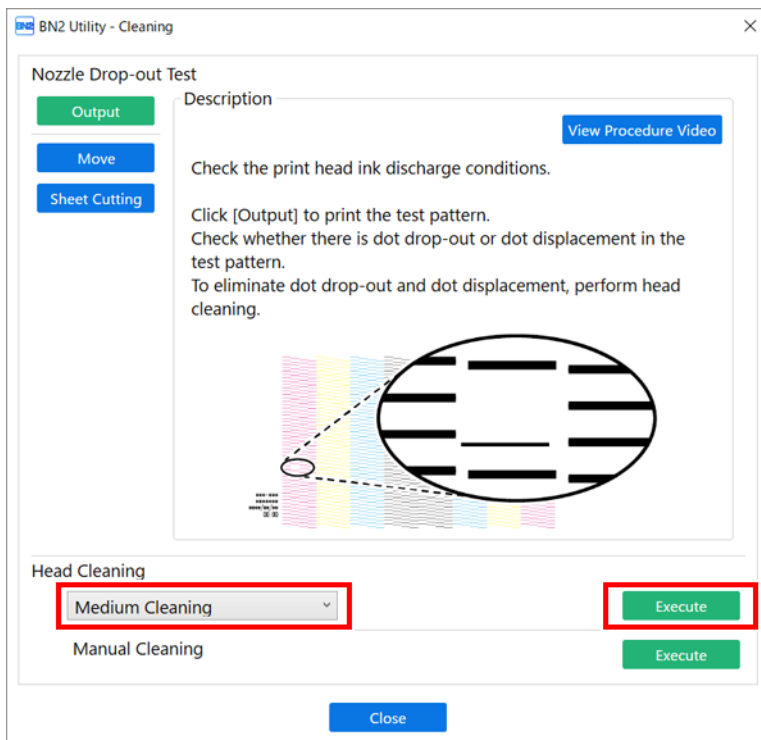 BN2 BN2 Utility - Cleaning
Nozzle Drop-out Test
Output
Move
Sheet Cutting
Description
View Procedure Video
Check the print head ink discharge conditions.
Click [Output] to print the test pattern.
Check whether there is dot drop-out or dot displacement in the
test pattern.
To eliminate dot drop-out and dot displacement, perform head
cleaning.
Head Cleaning
Medium Cleaning
Execute
Manual Cleaning
Execute
Close